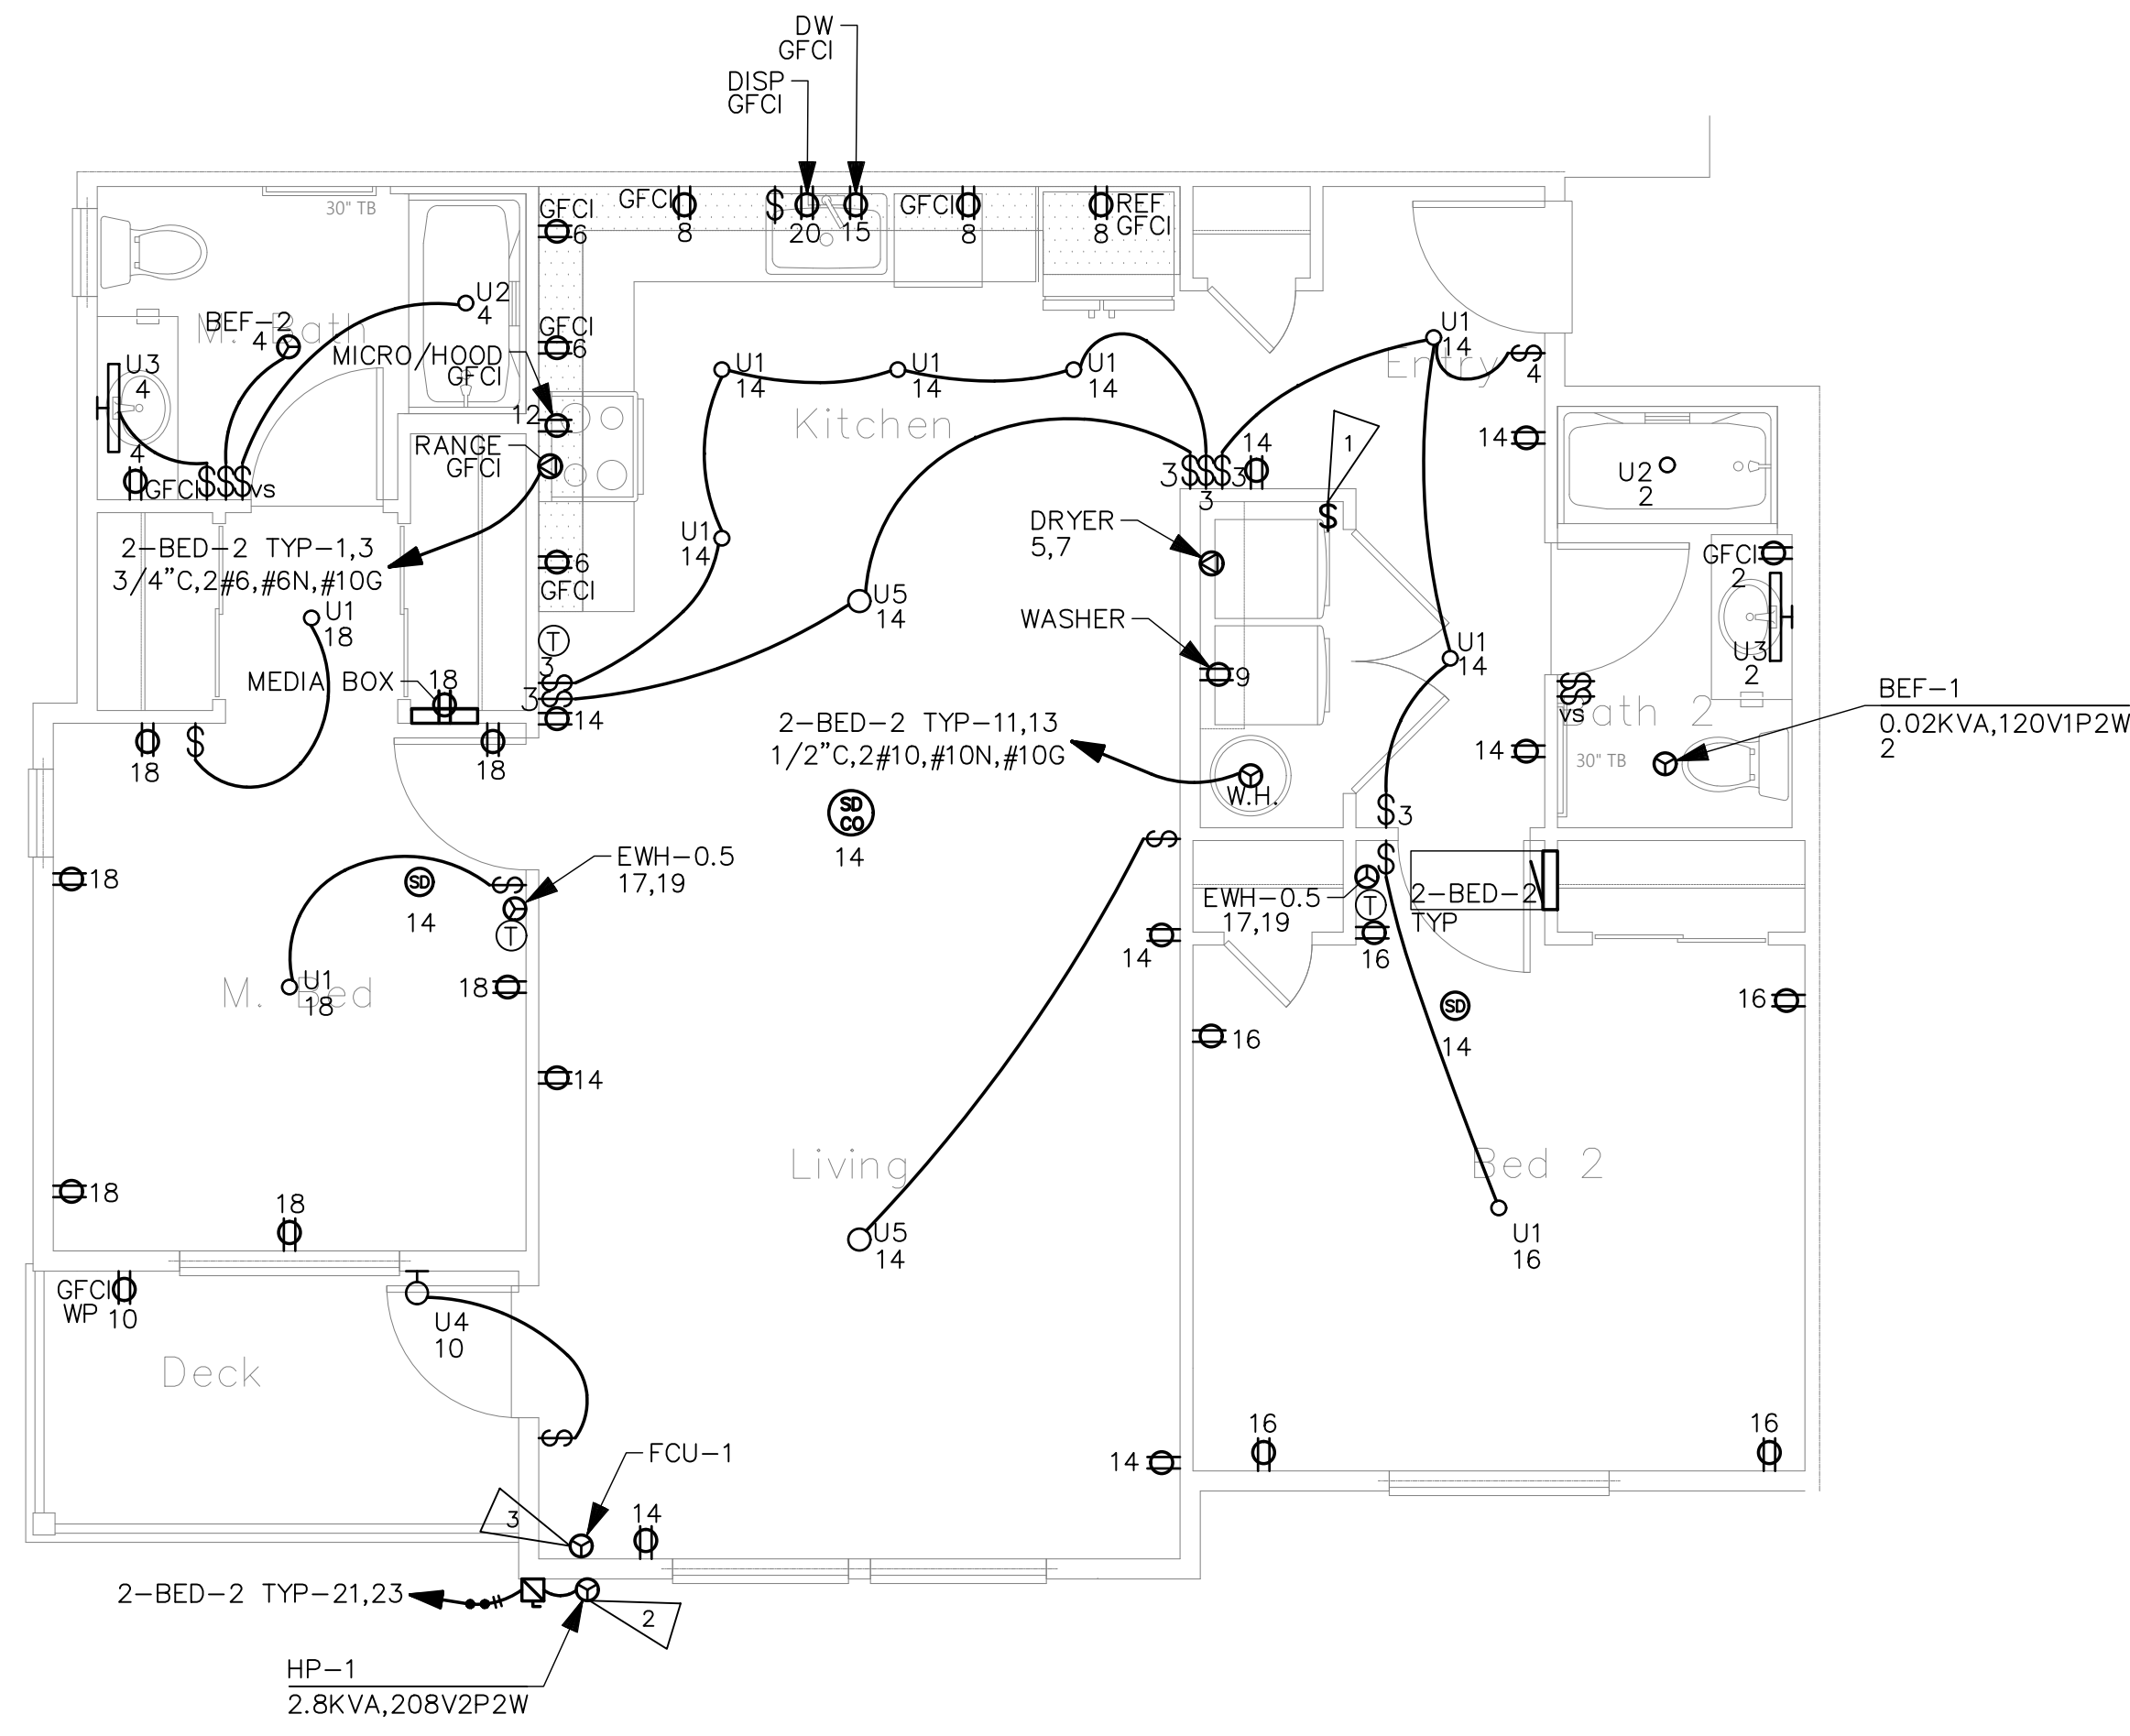 DW
GFCI
DISP
GFCI
GFCI
6
GFCI
8
$
20
15
GFCI
8
REF
GFCI
8
30" TB
U2
4
BEF-2
4
M. Bath
GFCI
6
MICRO/HOOD
GFCI
12
U3
4
RANGE
GFCI
4
GFCI
$$$vs
U1
14
U1
14
U1
14
Kitchen
U1
14
Entry
$
4
1
14
14
3$$$3
3
U2
2
$
2-BED-2 TYP-1,3
3/4"C,2#6,#6N,#10G
6
GFCI
U1
14
DRYER
5,7
GFCI
2
U5
14
U1
18
T
WASHER
9
U1
14
U3
2
MEDIA BOX
18
3
$
3$
14
$
$
vs
Bath 2
30" TB
BEF-1
0.02KVA,120V1P2W
2
18
$
18
2-BED-2 TYP-11,13
1/2"C,2#10,#10N,#10G
W.H.
14
$3
SD
CO
14
$
$
EWH-0.5
17,19
18
SD
14
$
T
EWH-0.5
17,19
T
16
2-BED-2
TYP
14
U1
18
M. Bed
18
SD
14
16
16
14
Living
Bed 2
18
18
U5
14
U1
16
GFCI
WP
10
U4
10
Deck
$
16
16
14
FCU-1
3
14
2-BED-2 TYP-21,23
2
HP-1
2.8KVA,208V2P2W